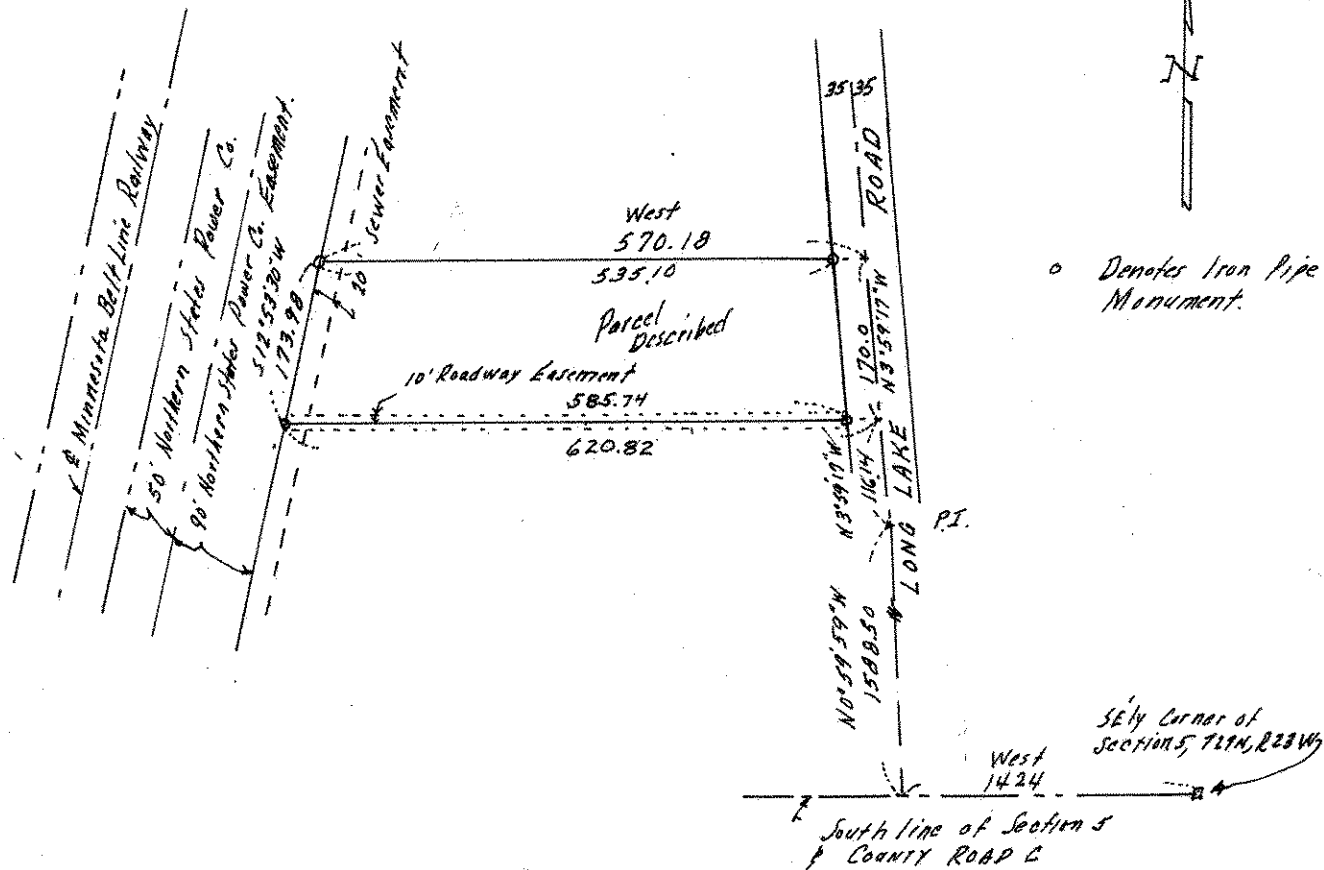 N
35 35
ROAD
LONG LAKE
℄ Minnesota Belt Line Railway
50' Northern States Power Co.
90' Northern States Power Co. Easement.
S12°53'30"W
173.98
Sewer Easement
20
West
570.18
535.10
Parcel
Described
10' Roadway Easement
585.74
620.82
170.0
N3°59'17"W
N3°59'17"W
116.14
P.I.
N0°59'59"W
1588.50
o Denotes Iron Pipe
Monument.
SE'ly Corner of
Section 5, T29N, R23W
West
1424
South line of Section 5
℄ COUNTY ROAD C